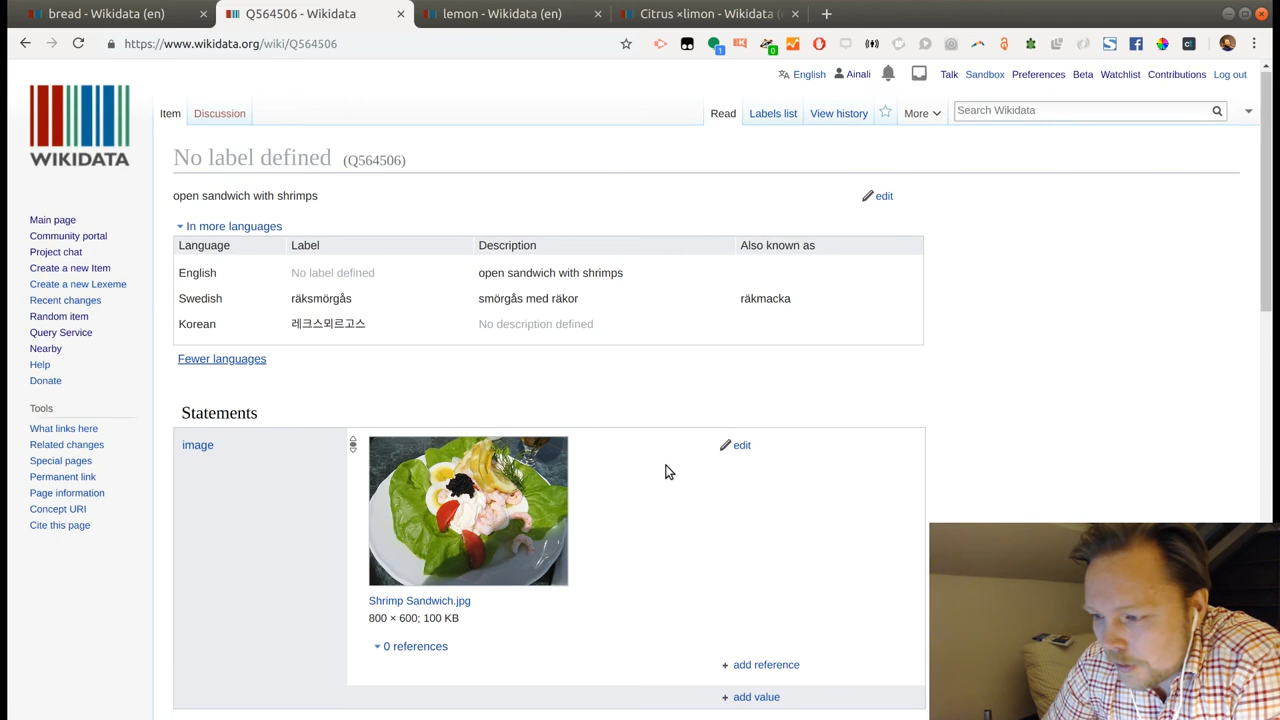 bread - Wikidata (en)
Q564506 - Wikidata
lemon - Wikidata (en)
Citrus ×limon - Wikidata (
https://www.wikidata.org/wiki/Q564506
1
0
English
Ainali
Talk
Sandbox
Preferences
Beta
Watchlist
Contributions
Log out
WIKIDATA
Item
Discussion
Read
Labels list
View history
More
Search Wikidata
No label defined (Q564506)
open sandwich with shrimps
edit
In more languages
Language Label Description Also known as
English No label defined open sandwich with shrimps
Swedish räksmörgås smörgås med räkor räkmacka
Korean 레크스뫼르고스 No description defined
Fewer languages
Statements
image
edit
Shrimp Sandwich.jpg
800 × 600; 100 KB
0 references
+ add reference
+ add value
Main page
Community portal
Project chat
Create a new Item
Create a new Lexeme
Recent changes
Random item
Query Service
Nearby
Help
Donate
Tools
What links here
Related changes
Special pages
Permanent link
Page information
Concept URI
Cite this page